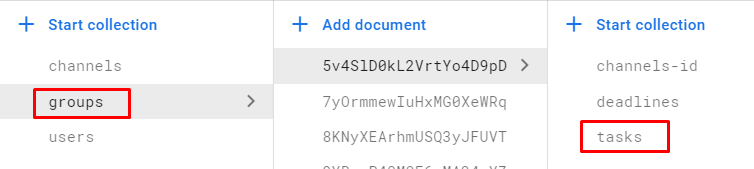 Start collection
channels
groups
users
Add document
5v4SlD0kL2VrtYo4D9pD
7yOrmmewIuHxMG0XeWRq
8KNyXEArhmUSQ3yJFUVT
Start collection
channels-id
deadlines
tasks